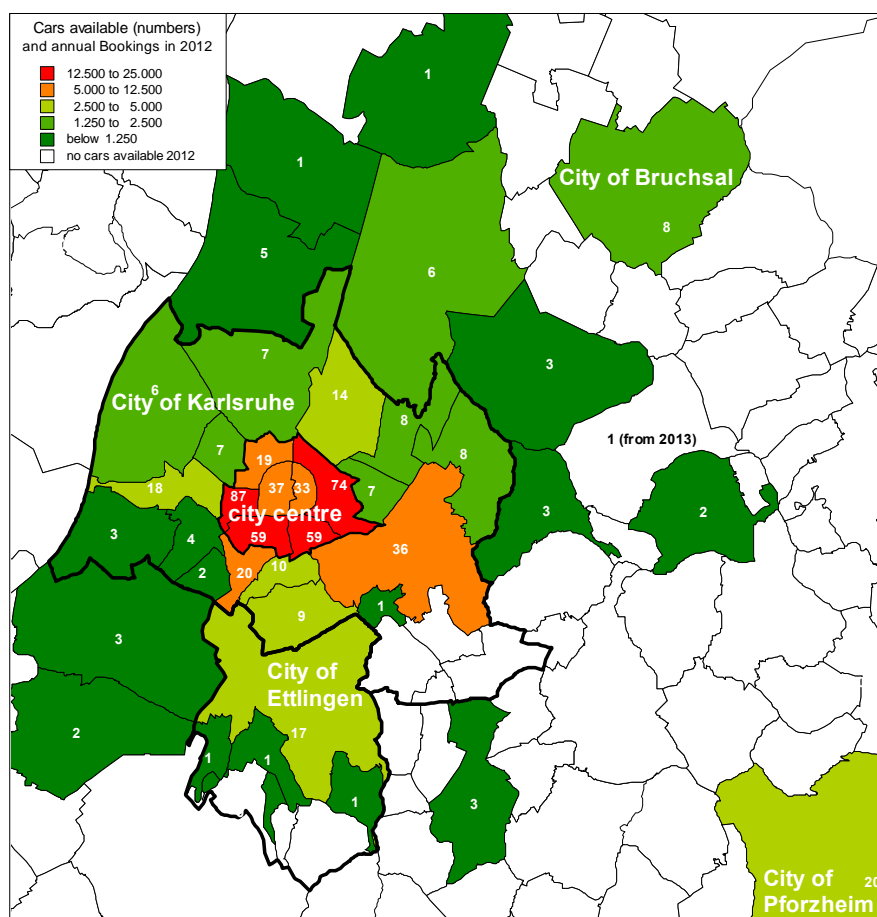 Cars available (numbers)
and annual Bookings in 2012
12.500 to 25.000
5.000 to 12.500
2.500 to 5.000
1.250 to 2.500
below 1.250
no cars available 2012
1
1
City of Bruchsal
8
5
6
7
3
6
City of Karlsruhe
14
8
1 (from 2013)
7
19
8
18
87
37
33
74
7
city centre
3
4
59
59
3
2
36
2
20
10
1
9
3
City of
Ettlingen
2
17
1
1
1
3
City of
Pforzheim
20